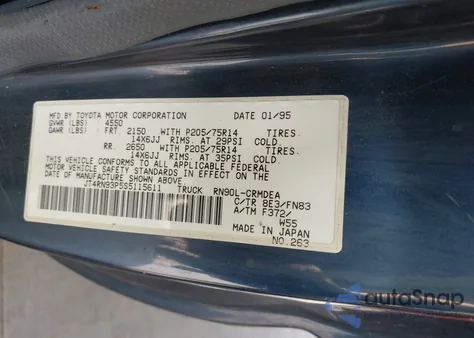 MFD BY TOYOTA MOTOR CORPORATION DATE 01/95
GVWR (LBS) 4550
GAWR (LBS) FRT. 2150 WITH P205/75R14 TIRES
14X6JJ RIMS. AT 29PSI COLD
RR. 2650 WITH P205/75R14 TIRES
14X6JJ RIMS. AT 35PSI COLD
THIS VEHICLE CONFORMS TO ALL APPLICABLE FEDERAL
MOTOR VEHICLE SAFETY STANDARDS IN EFFECT ON THE
DATE OF MANUFACTURE SHOWN ABOVE.
JT4RN93P5S5115611 TRUCK RN90L-CRMDEA
C/TR 8E3/FN83
A/TM F372/
W55
MADE IN JAPAN
NO.263
autoSnap